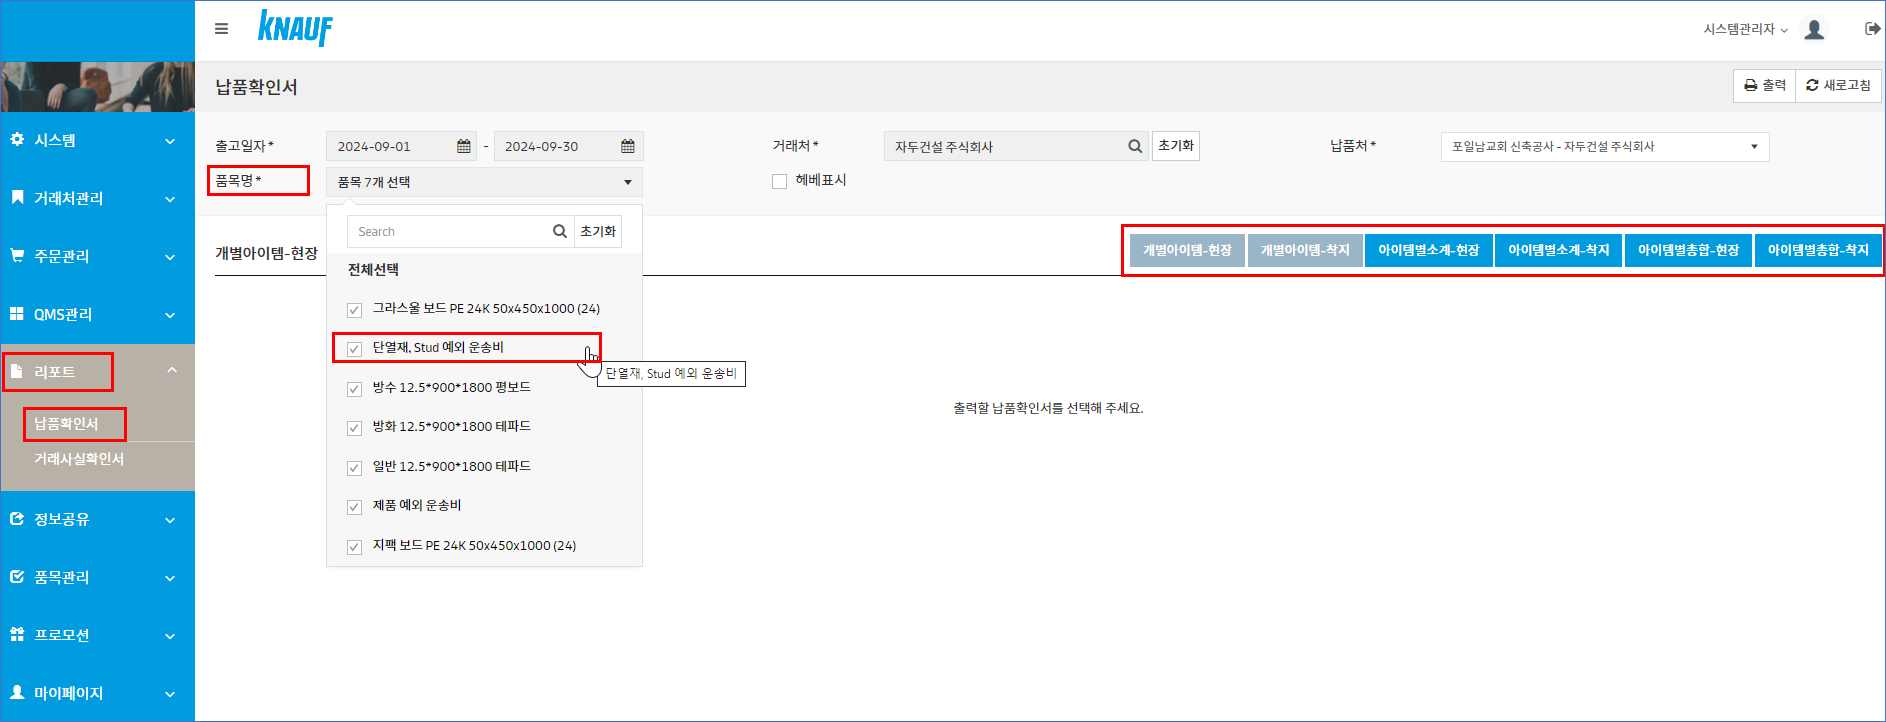 KNAUF
시스템관리자
납품확인서
출력
새로고침
시스템
거래처관리
주문관리
QMS관리
리포트
납품확인서
거래사실확인서
정보공유
품목관리
프로모션
마이페이지
출고일자*
2024-09-01
-
2024-09-30
거래처*
자두건설 주식회사
초기화
납품처*
포일남교회 신축공사 - 자두건설 주식회사
품목명*
품목 7개 선택
헤베표시
Search
초기화
전체선택
그라스울 보드 PE 24K 50x450x1000 (24)
단열재, Stud 예외 운송비
방수 12.5*900*1800 평보드
방화 12.5*900*1800 테파드
일반 12.5*900*1800 테파드
제품 예외 운송비
지팩 보드 PE 24K 50x450x1000 (24)
단열재, Stud 예외 운송비
개별아이템-현장
개별아이템-현장
개별아이템-착지
아이템별소계-현장
아이템별소계-착지
아이템별총합-현장
아이템별총합-착지
출력할 납품확인서를 선택해 주세요.